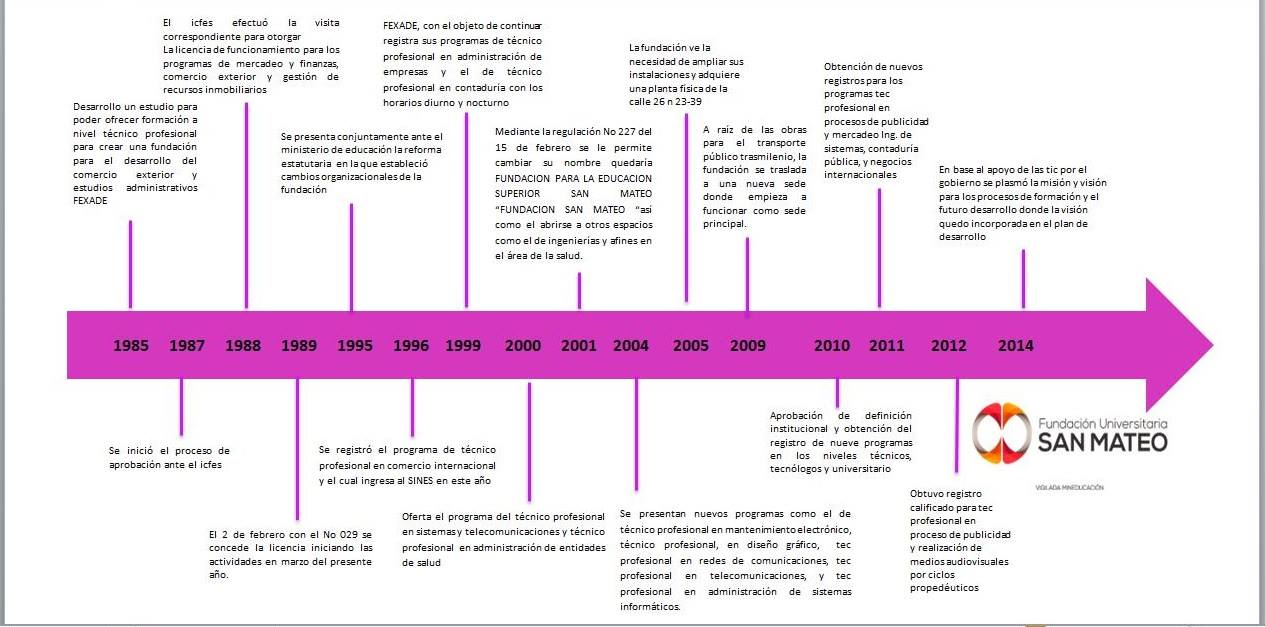 El icfes efectuó la visita
correspondiente para otorgar
La licencia de funcionamiento para los
programas de mercadeo y finanzas,
comercio exterior y gestión de
recursos inmobiliarios
FEXADE, con el objeto de continuar
registra sus programas de técnico
profesional en administración de
empresas y el de técnico
profesional en contaduría con los
horarios diurno y nocturno
La fundación ve la
necesidad de ampliar sus
instalaciones y adquiere
una planta física de la
calle 26 n 23-39
Obtención de nuevos
registros para los
programas tec
profesional en
procesos de publicidad
y mercadeo Ing. de
sistemas, contaduría
pública, y negocios
internacionales
Desarrollo un estudio para
poder ofrecer formación a
nivel técnico profesional
para crear una fundación
para el desarrollo del
comercio exterior y
estudios administrativos
FEXADE
Se presenta conjuntamente ante el
ministerio de educación la reforma
estatutaria en la que estableció
cambios organizacionales de la
fundación
Mediante la regulación No 227 del
15 de febrero se le permite
cambiar su nombre quedaría
FUNDACION PARA LA EDUCACION
SUPERIOR SAN MATEO
“FUNDACION SAN MATEO “así
como el abrirse a otros espacios
como el de ingenierías y afines en
el área de la salud.
A raíz de las obras
para el transporte
público trasmilenio, la
fundación se traslada
a una nueva sede
donde empieza a
funcionar como sede
principal.
En base al apoyo de las tic por el
gobierno se plasmó la misión y visión
para los procesos de formación y el
futuro desarrollo donde la visión
quedo incorporada en el plan de
desarrollo
1985 1987 1988 1989 1995 1996 1999 2000 2001 2004 2005 2009 2010 2011 2012 2014
Se inició el proceso de
aprobación ante el icfes
El 2 de febrero con el No 029 se
concede la licencia iniciando las
actividades en marzo del presente
año.
Se registró el programa de técnico
profesional en comercio internacional
y el cual ingresa al SINES en este año
Oferta el programa del técnico profesional
en sistemas y telecomunicaciones y técnico
profesional en administración de entidades
de salud
Se presentan nuevos programas como el de
técnico profesional en mantenimiento electrónico,
técnico profesional, en diseño gráfico, tec
profesional en redes de comunicaciones, tec
profesional en telecomunicaciones, y tec
profesional en administración de sistemas
informáticos.
Aprobación de definición
institucional y obtención del
registro de nueve programas
en los niveles técnicos,
tecnólogos y universitario
Obtuvo registro
calificado para tec
profesional en
proceso de publicidad
y realización de
medios audiovisuales
por ciclos
propedéuticos
Fundación Universitaria
SAN MATEO
VIGILADA MINEDUCACIÓN